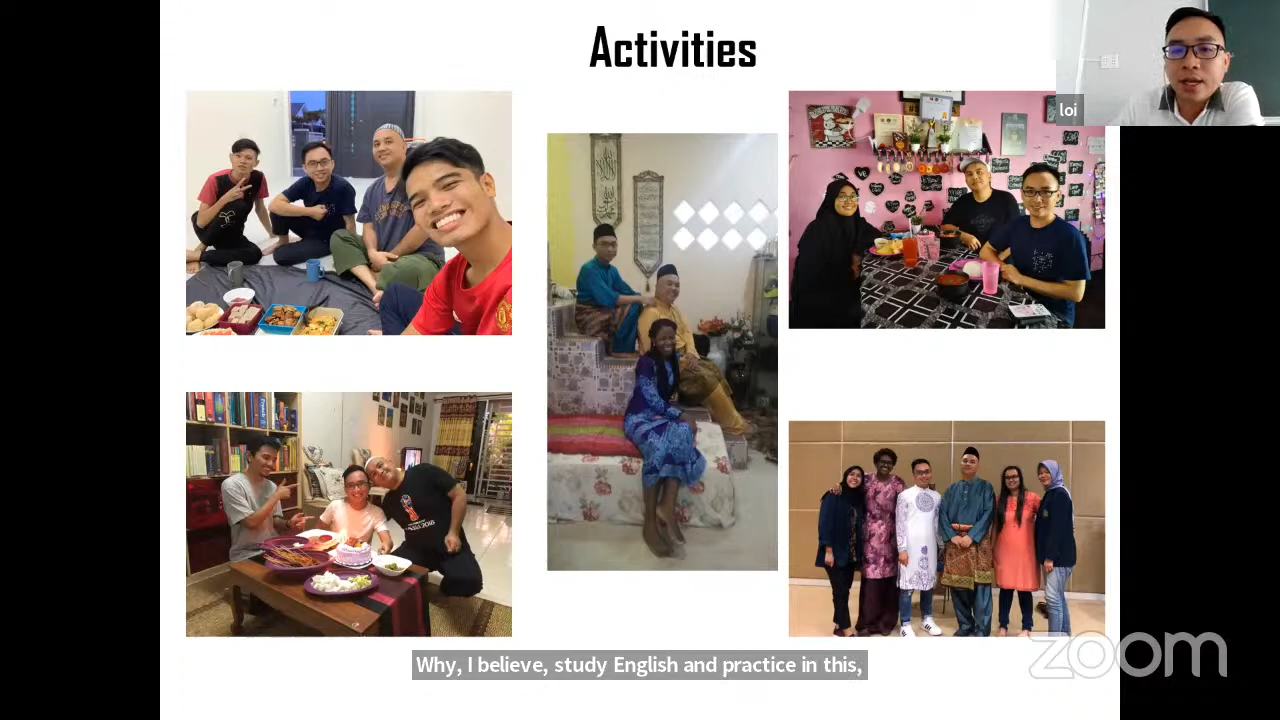 Activities
loi
Why, I believe, study English and practice in this,
zoom